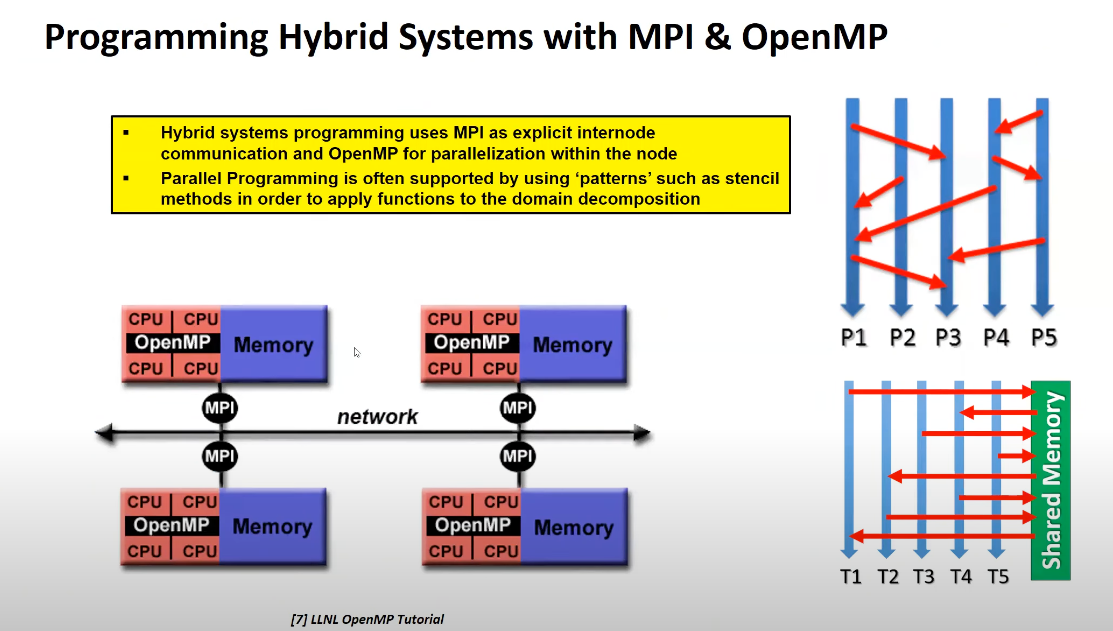 Programming Hybrid Systems with MPI & OpenMP
▪ Hybrid systems programming uses MPI as explicit internode
communication and OpenMP for parallelization within the node
▪ Parallel Programming is often supported by using ‘patterns’ such as stencil
methods in order to apply functions to the domain decomposition
P1 P2 P3 P4 P5
CPU CPU
OpenMP Memory
CPU CPU
MPI
CPU CPU
OpenMP Memory
CPU CPU
MPI
network
MPI
CPU CPU
OpenMP Memory
CPU CPU
MPI
CPU CPU
OpenMP Memory
CPU CPU
Shared Memory
T1 T2 T3 T4 T5
[7] LLNL OpenMP Tutorial